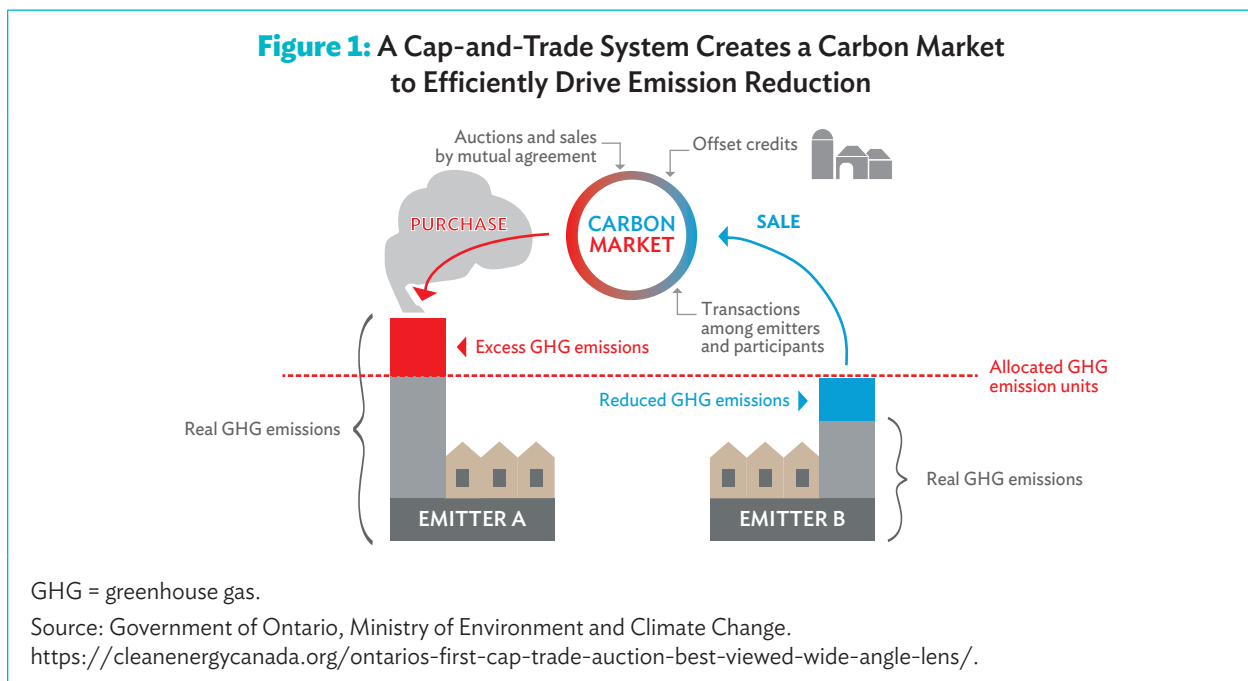 Figure 1: A Cap-and-Trade System Creates a Carbon Market
to Efficiently Drive Emission Reduction
Auctions and sales
by mutual agreement
Offset credits
PURCHASE
CARBON
MARKET
SALE
Transactions
among emitters
and participants
Excess GHG emissions
Allocated GHG
emission units
Reduced GHG emissions
Real GHG emissions
Real GHG emissions
EMITTER A
EMITTER B
GHG = greenhouse gas.
Source: Government of Ontario, Ministry of Environment and Climate Change.
https://cleanenergycanada.org/ontarios-first-cap-trade-auction-best-viewed-wide-angle-lens/.